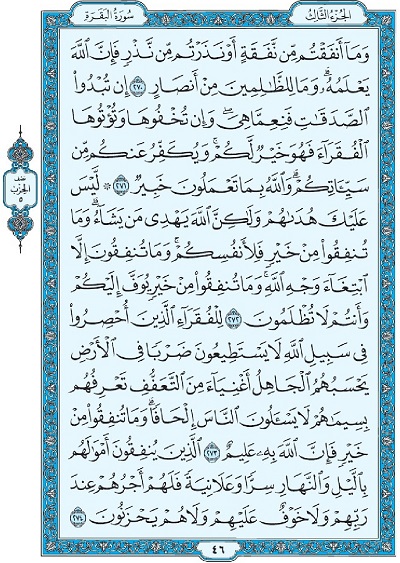 الجزء الثالث
سورة البقرة
وَمَآ أَنفَقْتُم مِّن نَّفَقَةٍ أَوْ نَذَرْتُم مِّن نَّذْرٍ فَإِنَّ ٱللَّهَ
يَعْلَمُهُۥ ۗ وَمَا لِلظَّٰلِمِينَ مِنْ أَنصَارٍ ٢٧٠ إِن تُبْدُوا۟
ٱلصَّدَقَٰتِ فَنِعِمَّا هِىَ ۖ وَإِن تُخْفُوهَا وَتُؤْتُوهَا
ٱلْفُقَرَآءَ فَهُوَ خَيْرٌ لَّكُمْ ۚ وَيُكَفِّرُ عَنكُم مِّن
سَيِّـَٔاتِكُمْ ۗ وَٱللَّهُ بِمَا تَعْمَلُونَ خَبِيرٌ ٢٧١ ۞ لَّيْسَ
عَلَيْكَ هُدَىٰهُمْ وَلَٰكِنَّ ٱللَّهَ يَهْدِى مَن يَشَآءُ ۗ وَمَا
تُنفِقُوا۟ مِنْ خَيْرٍ فَلِأَنفُسِكُمْ ۚ وَمَا تُنفِقُونَ إِلَّا
ٱبْتِغَآءَ وَجْهِ ٱللَّهِ ۚ وَمَا تُنفِقُوا۟ مِنْ خَيْرٍ يُوَفَّ إِلَيْكُمْ
وَأَنتُمْ لَا تُظْلَمُونَ ٢٧٢ لِلْفُقَرَآءِ ٱلَّذِينَ أُحْصِرُوا۟
فِى سَبِيلِ ٱللَّهِ لَا يَسْتَطِيعُونَ ضَرْبًا فِى ٱلْأَرْضِ
يَحْسَبُهُمُ ٱلْجَاهِلُ أَغْنِيَآءَ مِنَ ٱلتَّعَفُّفِ تَعْرِفُهُم
بِسِيمَٰهُمْ لَا يَسْـَٔلُونَ ٱلنَّاسَ إِلْحَافًا ۗ وَمَا تُنفِقُوا۟ مِنْ
خَيْرٍ فَإِنَّ ٱللَّهَ بِهِۦ عَلِيمٌ ٢٧٣ ٱلَّذِينَ يُنفِقُونَ أَمْوَٰلَهُم
بِٱلَّيْلِ وَٱلنَّهَارِ سِرًّا وَعَلَانِيَةً فَلَهُمْ أَجْرُهُمْ عِندَ
رَبِّهِمْ وَلَا خَوْفٌ عَلَيْهِمْ وَلَا هُمْ يَحْزَنُونَ ٢٧٤
نصف
الحزب
٥
٤٦